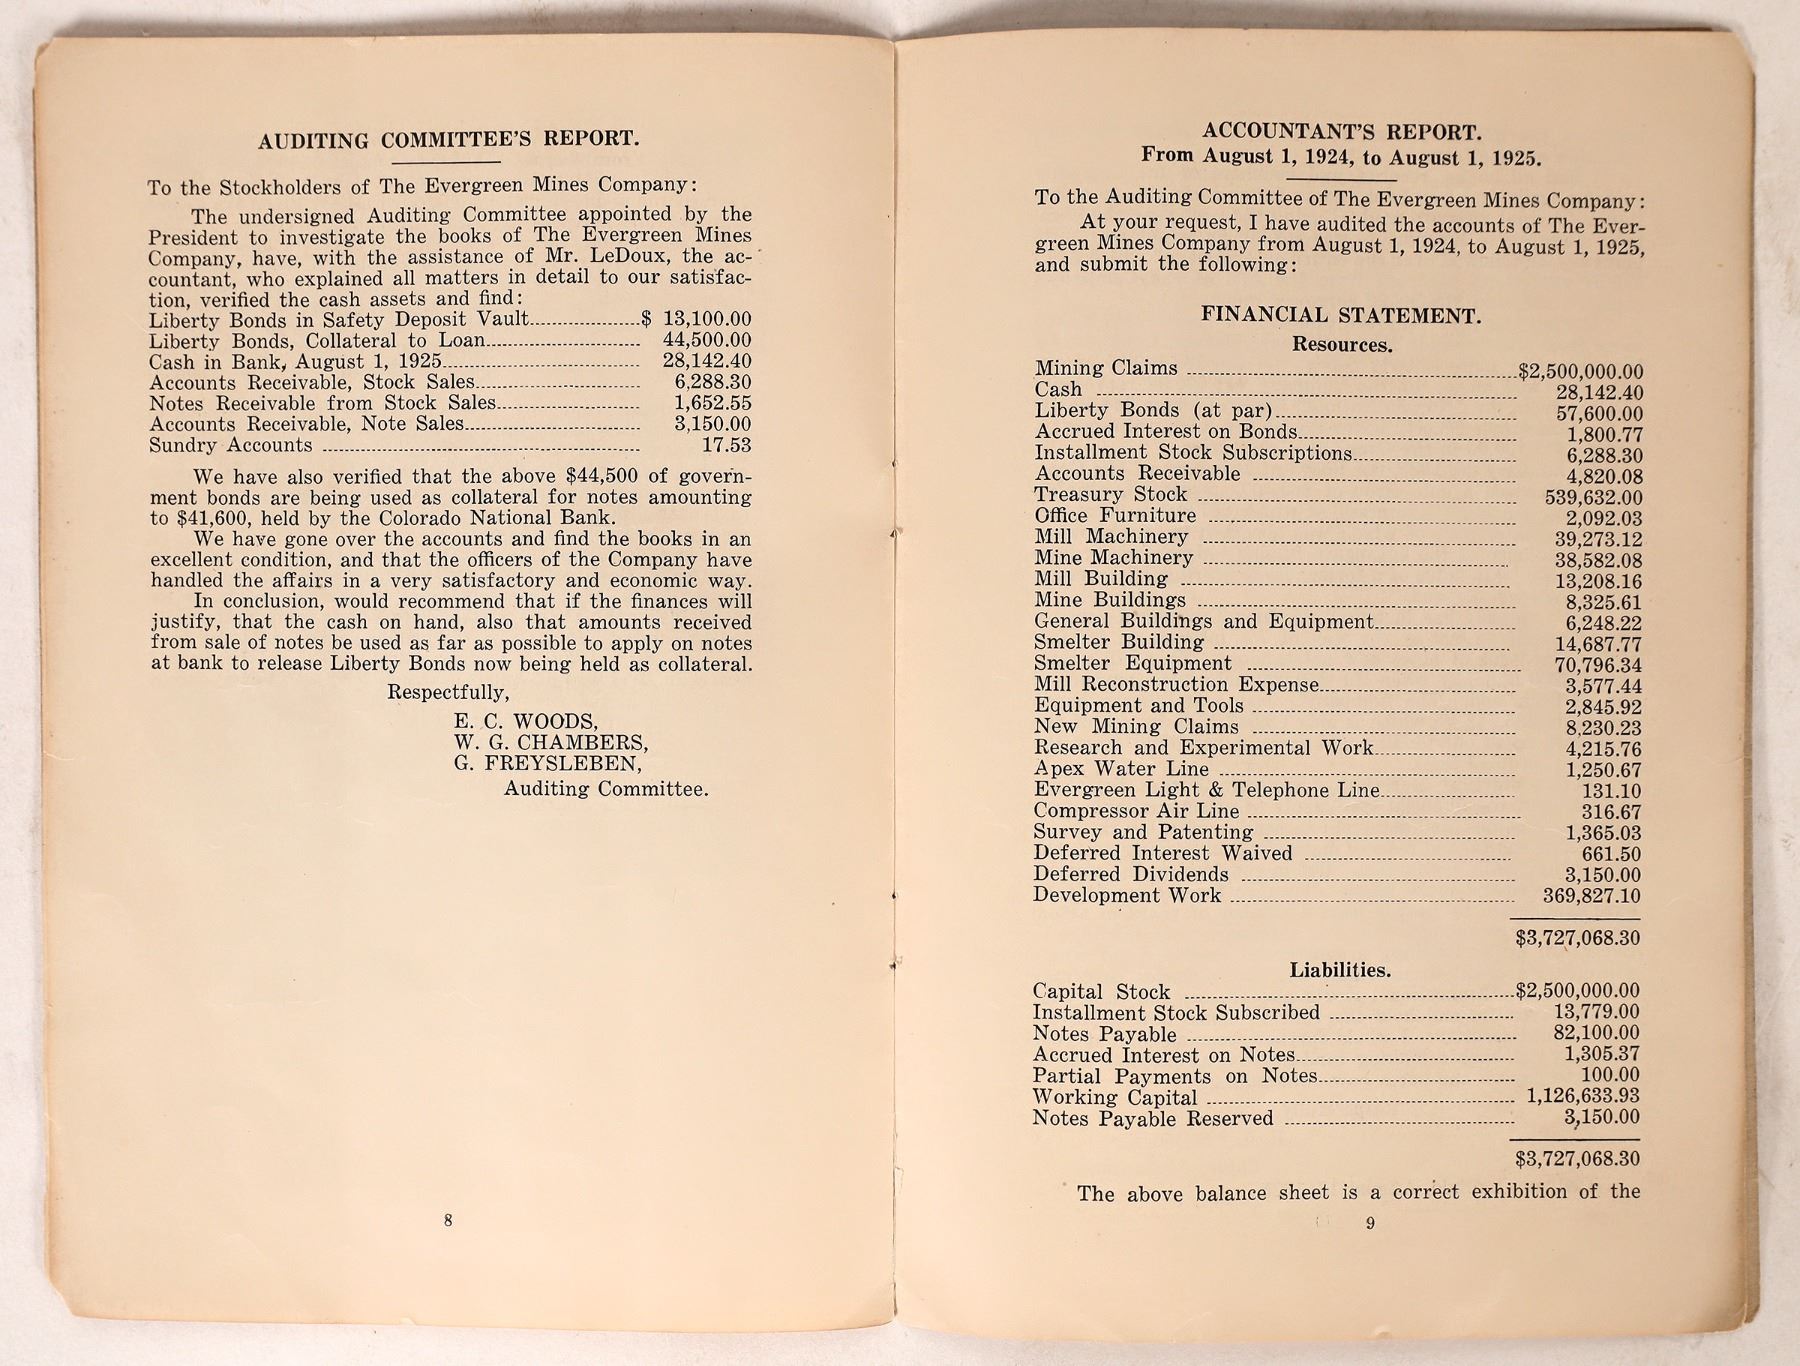 AUDITING COMMITTEE'S REPORT.
To the Stockholders of The Evergreen Mines Company:
The undersigned Auditing Committee appointed by the
President to investigate the books of The Evergreen Mines
Company, have, with the assistance of Mr. LeDoux, the ac-
countant, who explained all matters in detail to our satisfac-
tion, verified the cash assets and find:
Liberty Bonds in Safety Deposit Vault....................$ 13,100.00
Liberty Bonds, Collateral to Loan............................ 44,500.00
Cash in Bank, August 1, 1925.................................... 28,142.40
Accounts Receivable, Stock Sales.............................. 6,288.30
Notes Receivable from Stock Sales.......................... 1,652.55
Accounts Receivable, Note Sales................................ 3,150.00
Sundry Accounts .......................................................... 17.53
We have also verified that the above $44,500 of govern-
ment bonds are being used as collateral for notes amounting
to $41,600, held by the Colorado National Bank.
We have gone over the accounts and find the books in an
excellent condition, and that the officers of the Company have
handled the affairs in a very satisfactory and economic way.
In conclusion, would recommend that if the finances will
justify, that the cash on hand, also that amounts received
from sale of notes be used as far as possible to apply on notes
at bank to release Liberty Bonds now being held as collateral.
Respectfully,
E. C. WOODS,
W. G. CHAMBERS,
G. FREYSLEBEN,
Auditing Committee.
8
ACCOUNTANT'S REPORT.
From August 1, 1924, to August 1, 1925.
To the Auditing Committee of The Evergreen Mines Company:
At your request, I have audited the accounts of The Ever-
green Mines Company from August 1, 1924, to August 1, 1925,
and submit the following:
FINANCIAL STATEMENT.
Resources.
Mining Claims ............................................................$2,500,000.00
Cash ............................................................ 28,142.40
Liberty Bonds (at par)............................................ 57,600.00
Accrued Interest on Bonds........................................ 1,800.77
Installment Stock Subscriptions.............................. 6,288.30
Accounts Receivable ................................................ 4,820.08
Treasury Stock .......................................................... 539,632.00
Office Furniture ........................................................ 2,092.03
Mill Machinery .......................................................... 39,273.12
Mine Machinery ........................................................ 38,582.08
Mill Building ............................................................ 13,208.16
Mine Buildings .......................................................... 8,325.61
General Buildings and Equipment.......................... 6,248.22
Smelter Building ...................................................... 14,687.77
Smelter Equipment .................................................. 70,796.34
Mill Reconstruction Expense.................................... 3,577.44
Equipment and Tools ................................................ 2,845.92
New Mining Claims .................................................. 8,230.23
Research and Experimental Work.......................... 4,215.76
Apex Water Line ...................................................... 1,250.67
Evergreen Light & Telephone Line........................ 131.10
Compressor Air Line ................................................ 316.67
Survey and Patenting .............................................. 1,365.03
Deferred Interest Waived ........................................ 661.50
Deferred Dividends .................................................. 3,150.00
Development Work .................................................... 369,827.10
$3,727,068.30
Liabilities.
Capital Stock ............................................................$2,500,000.00
Installment Stock Subscribed .................................. 13,779.00
Notes Payable ............................................................ 82,100.00
Accrued Interest on Notes........................................ 1,305.37
Partial Payments on Notes.................................... 100.00
Working Capital ........................................................ 1,126,633.93
Notes Payable Reserved .......................................... 3,150.00
$3,727,068.30
The above balance sheet is a correct exhibition of the
9